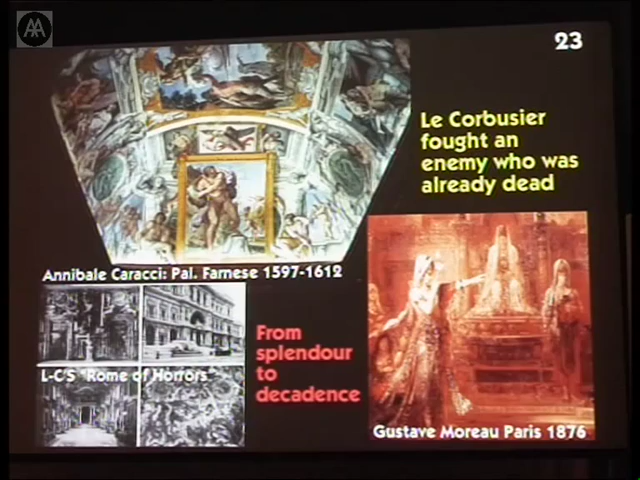 AA
23
Le Corbusier
fought an
enemy who was
already dead
Annibale Caracci: Pal. Farnese 1597-1612
L-C'S "Rome of Horrors"
From
splendour
to
decadence
Gustave Moreau Paris 1876